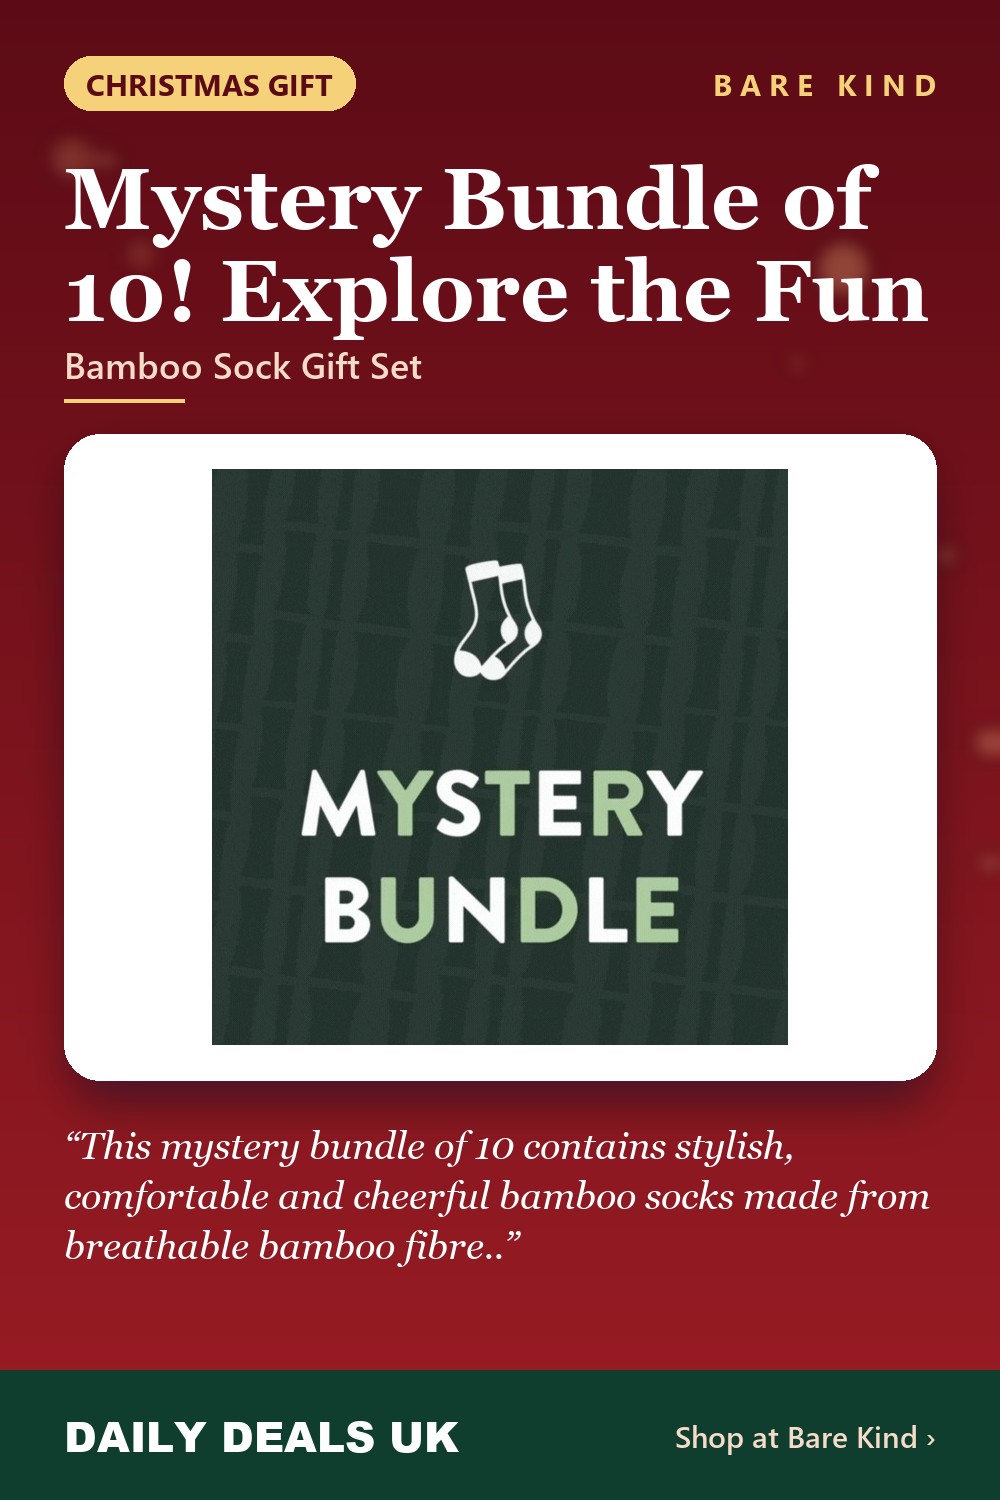 CHRISTMAS GIFT
BARE KIND
Mystery Bundle of
10! Explore the Fun
Bamboo Sock Gift Set
MYSTERY
BUNDLE
“This mystery bundle of 10 contains stylish,
comfortable and cheerful bamboo socks made from
breathable bamboo fibre..”
DAILY DEALS UK
Shop at Bare Kind ›